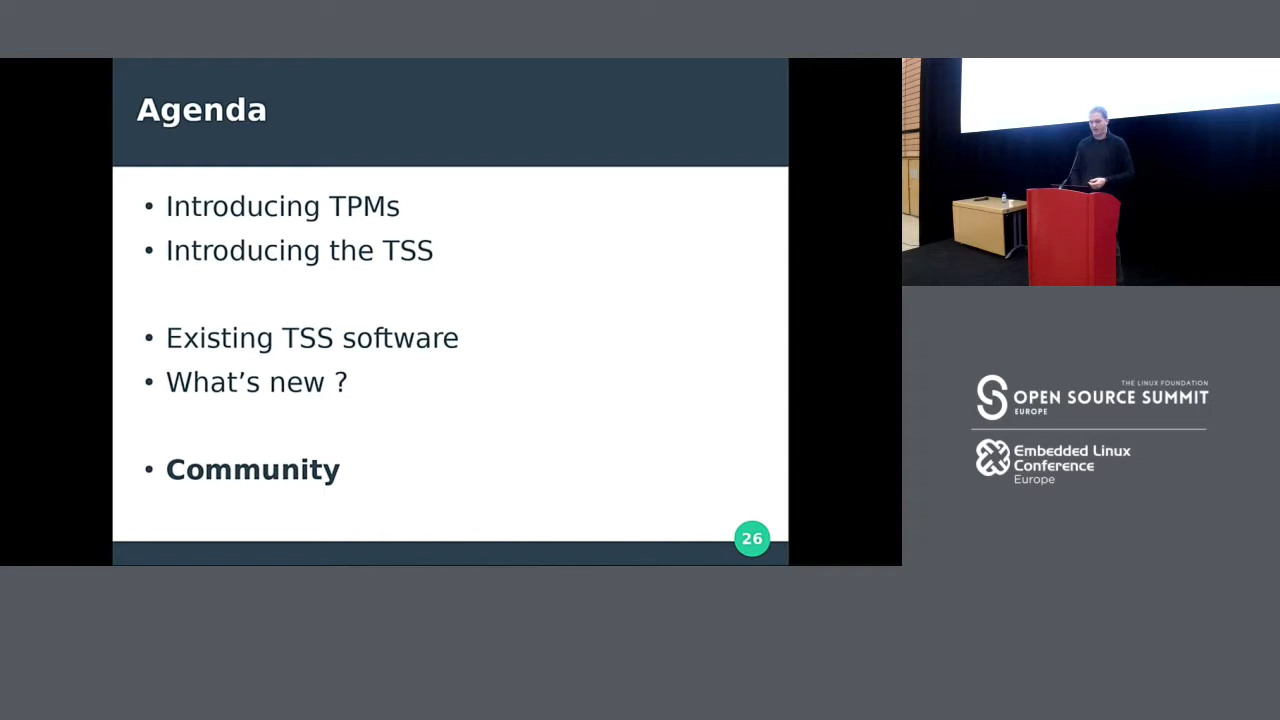 Agenda
• Introducing TPMs
• Introducing the TSS
• Existing TSS software
• What’s new ?
• Community
26
THE LINUX FOUNDATION
OPEN SOURCE SUMMIT
EUROPE
Embedded Linux
Conference
Europe